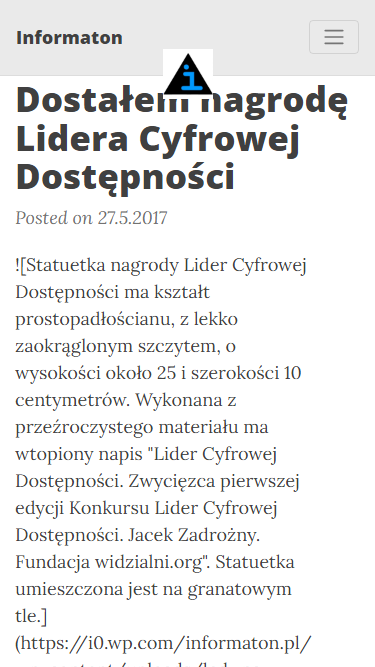 Informaton
i
Dostałem nagrodę
Lidera Cyfrowej
Dostępności
Posted on 27.5.2017
![Statuetka nagrody Lider Cyfrowej
Dostępności ma kształt
prostopadłościanu, z lekko
zaokrąglonym szczytem, o
wysokości około 25 i szerokości 10
centymetrów. Wykonana z
przeźroczystego materiału ma
wtopiony napis "Lider Cyfrowej
Dostępności. Zwycięzca pierwszej
edycji Konkursu Lider Cyfrowej
Dostępności. Jacek Zadrożny.
Fundacja widzialni.org". Statuetka
umieszczona jest na granatowym
tle.]
(https://i0.wp.com/informaton.pl/